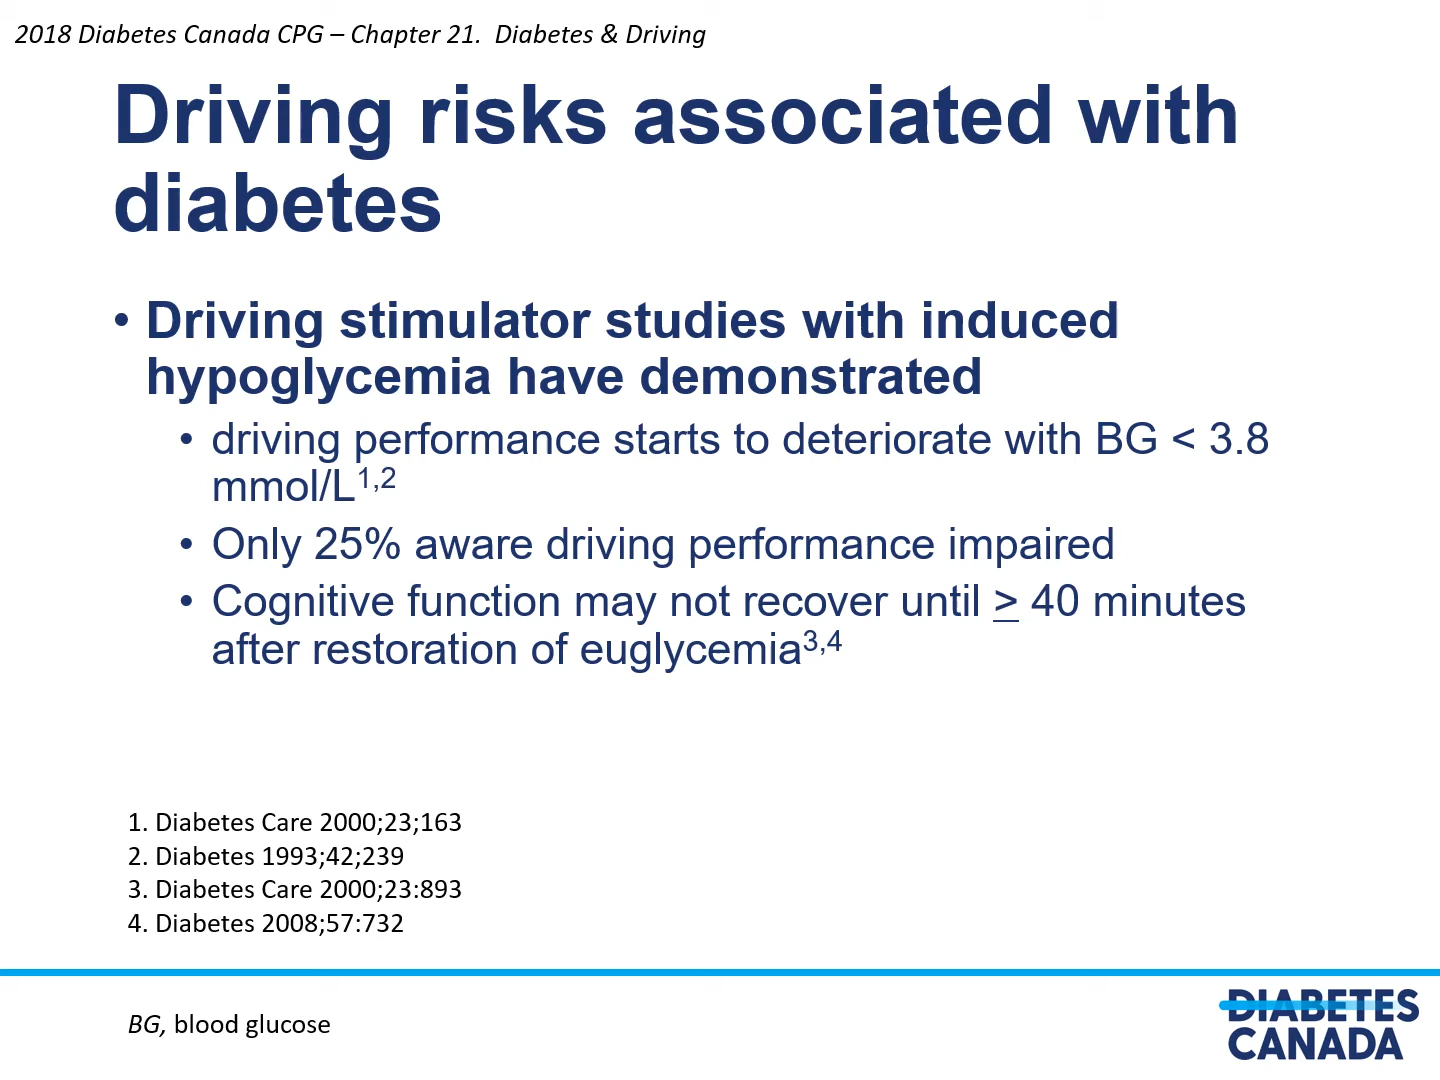 2018 Diabetes Canada CPG – Chapter 21.  Diabetes & Driving
Driving risks associated with
diabetes
• Driving stimulator studies with induced
hypoglycemia have demonstrated
• driving performance starts to deteriorate with BG < 3.8
mmol/L1,2
• Only 25% aware driving performance impaired
• Cognitive function may not recover until ≥ 40 minutes
after restoration of euglycemia3,4
1. Diabetes Care 2000;23;163
2. Diabetes 1993;42;239
3. Diabetes Care 2000;23:893
4. Diabetes 2008;57:732
BG, blood glucose
DIABETES
CANADA